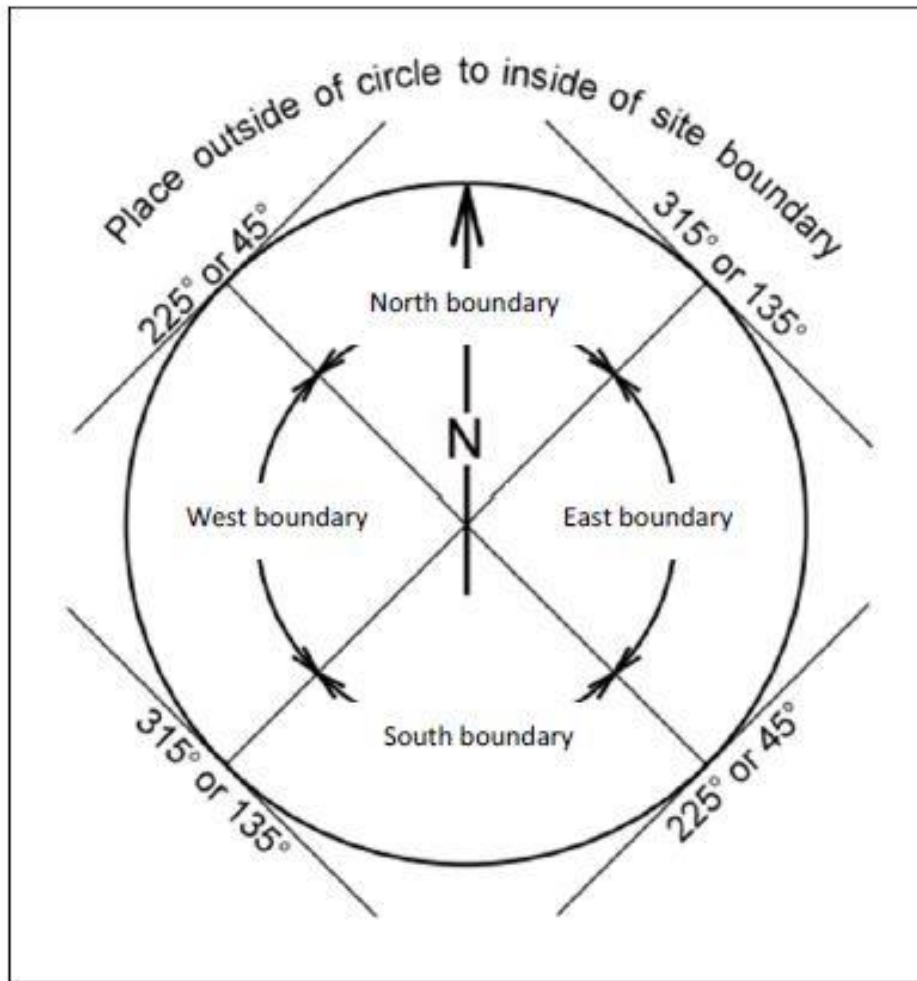 Place outside of circle to inside of site boundary
225° or 45°
315° or 135°
North boundary
N
West boundary
East boundary
South boundary
315° or 135°
225° or 45°